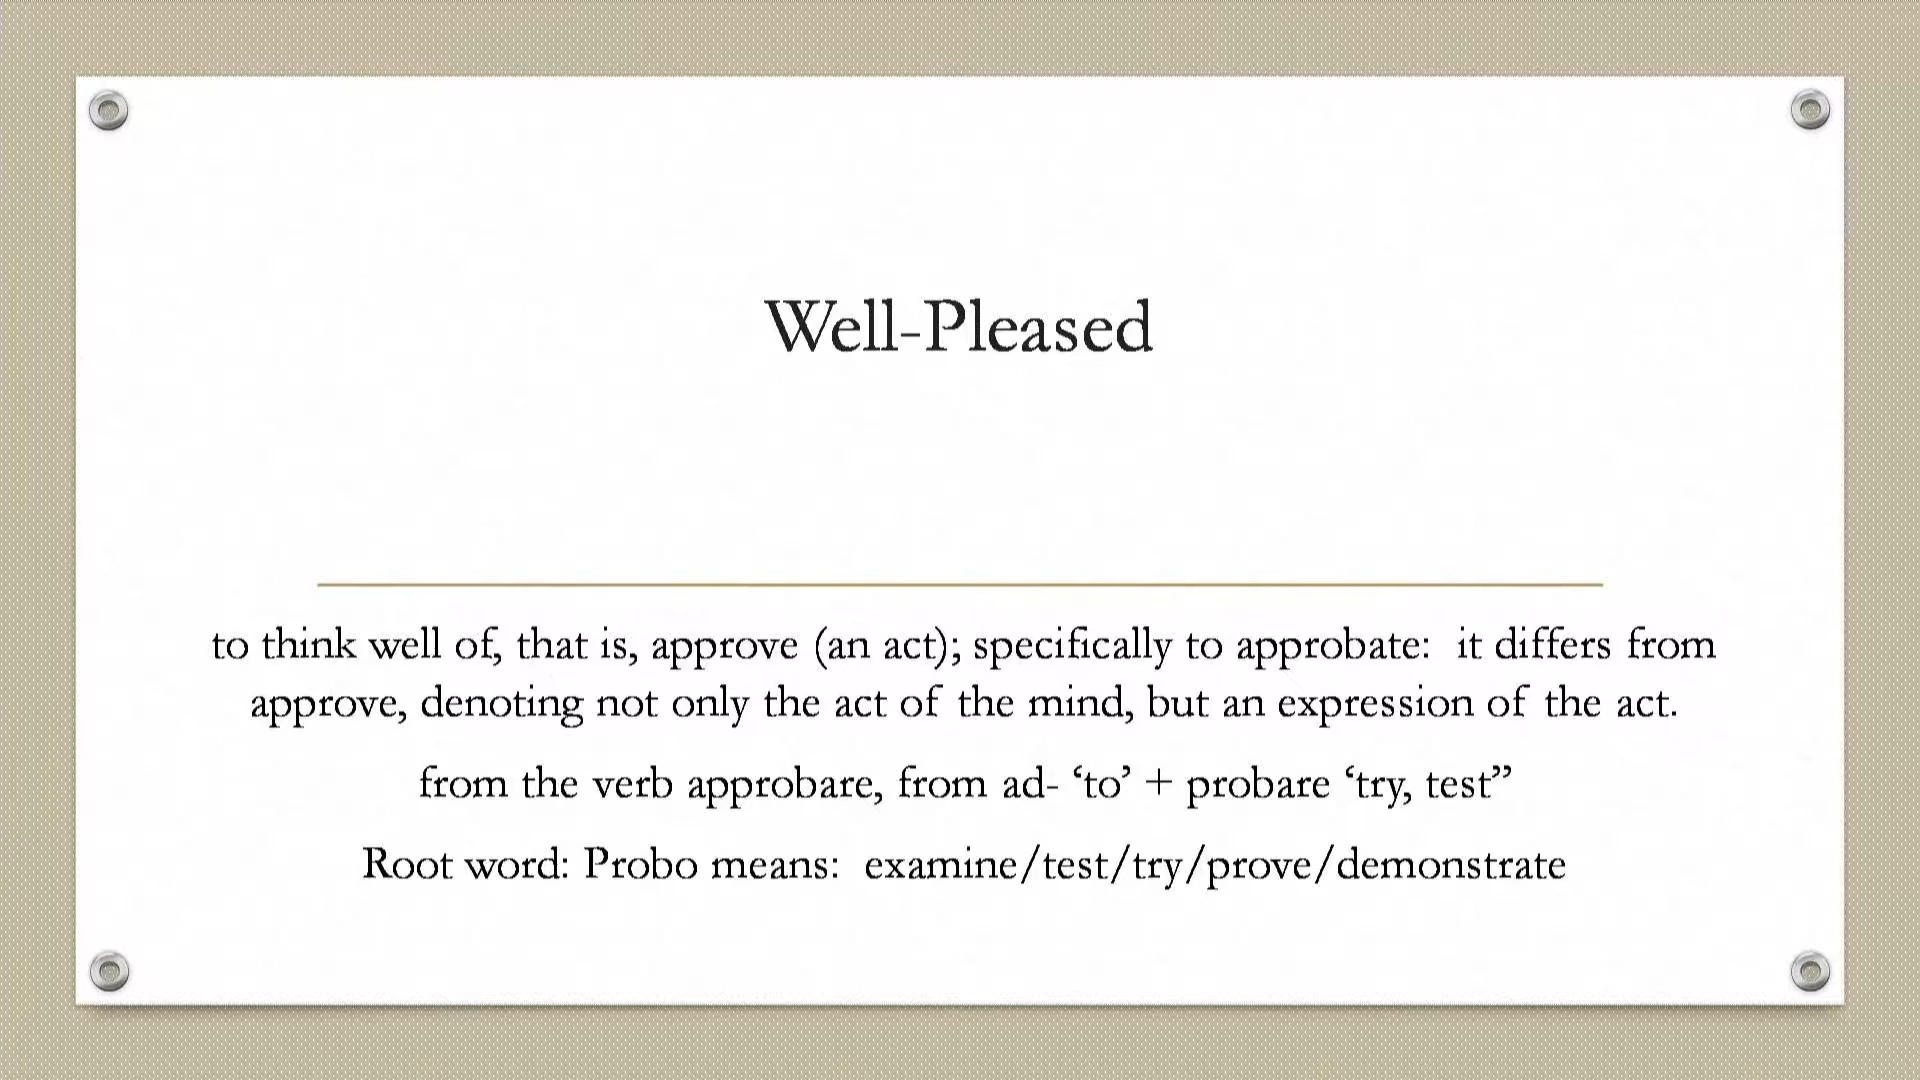 Well-Pleased
to think well of, that is, approve (an act); specifically to approbate:  it differs from
approve, denoting not only the act of the mind, but an expression of the act.
from the verb approbare, from ad- ‘to’ + probare ‘try, test”
Root word: Probo means:  examine/test/try/prove/demonstrate